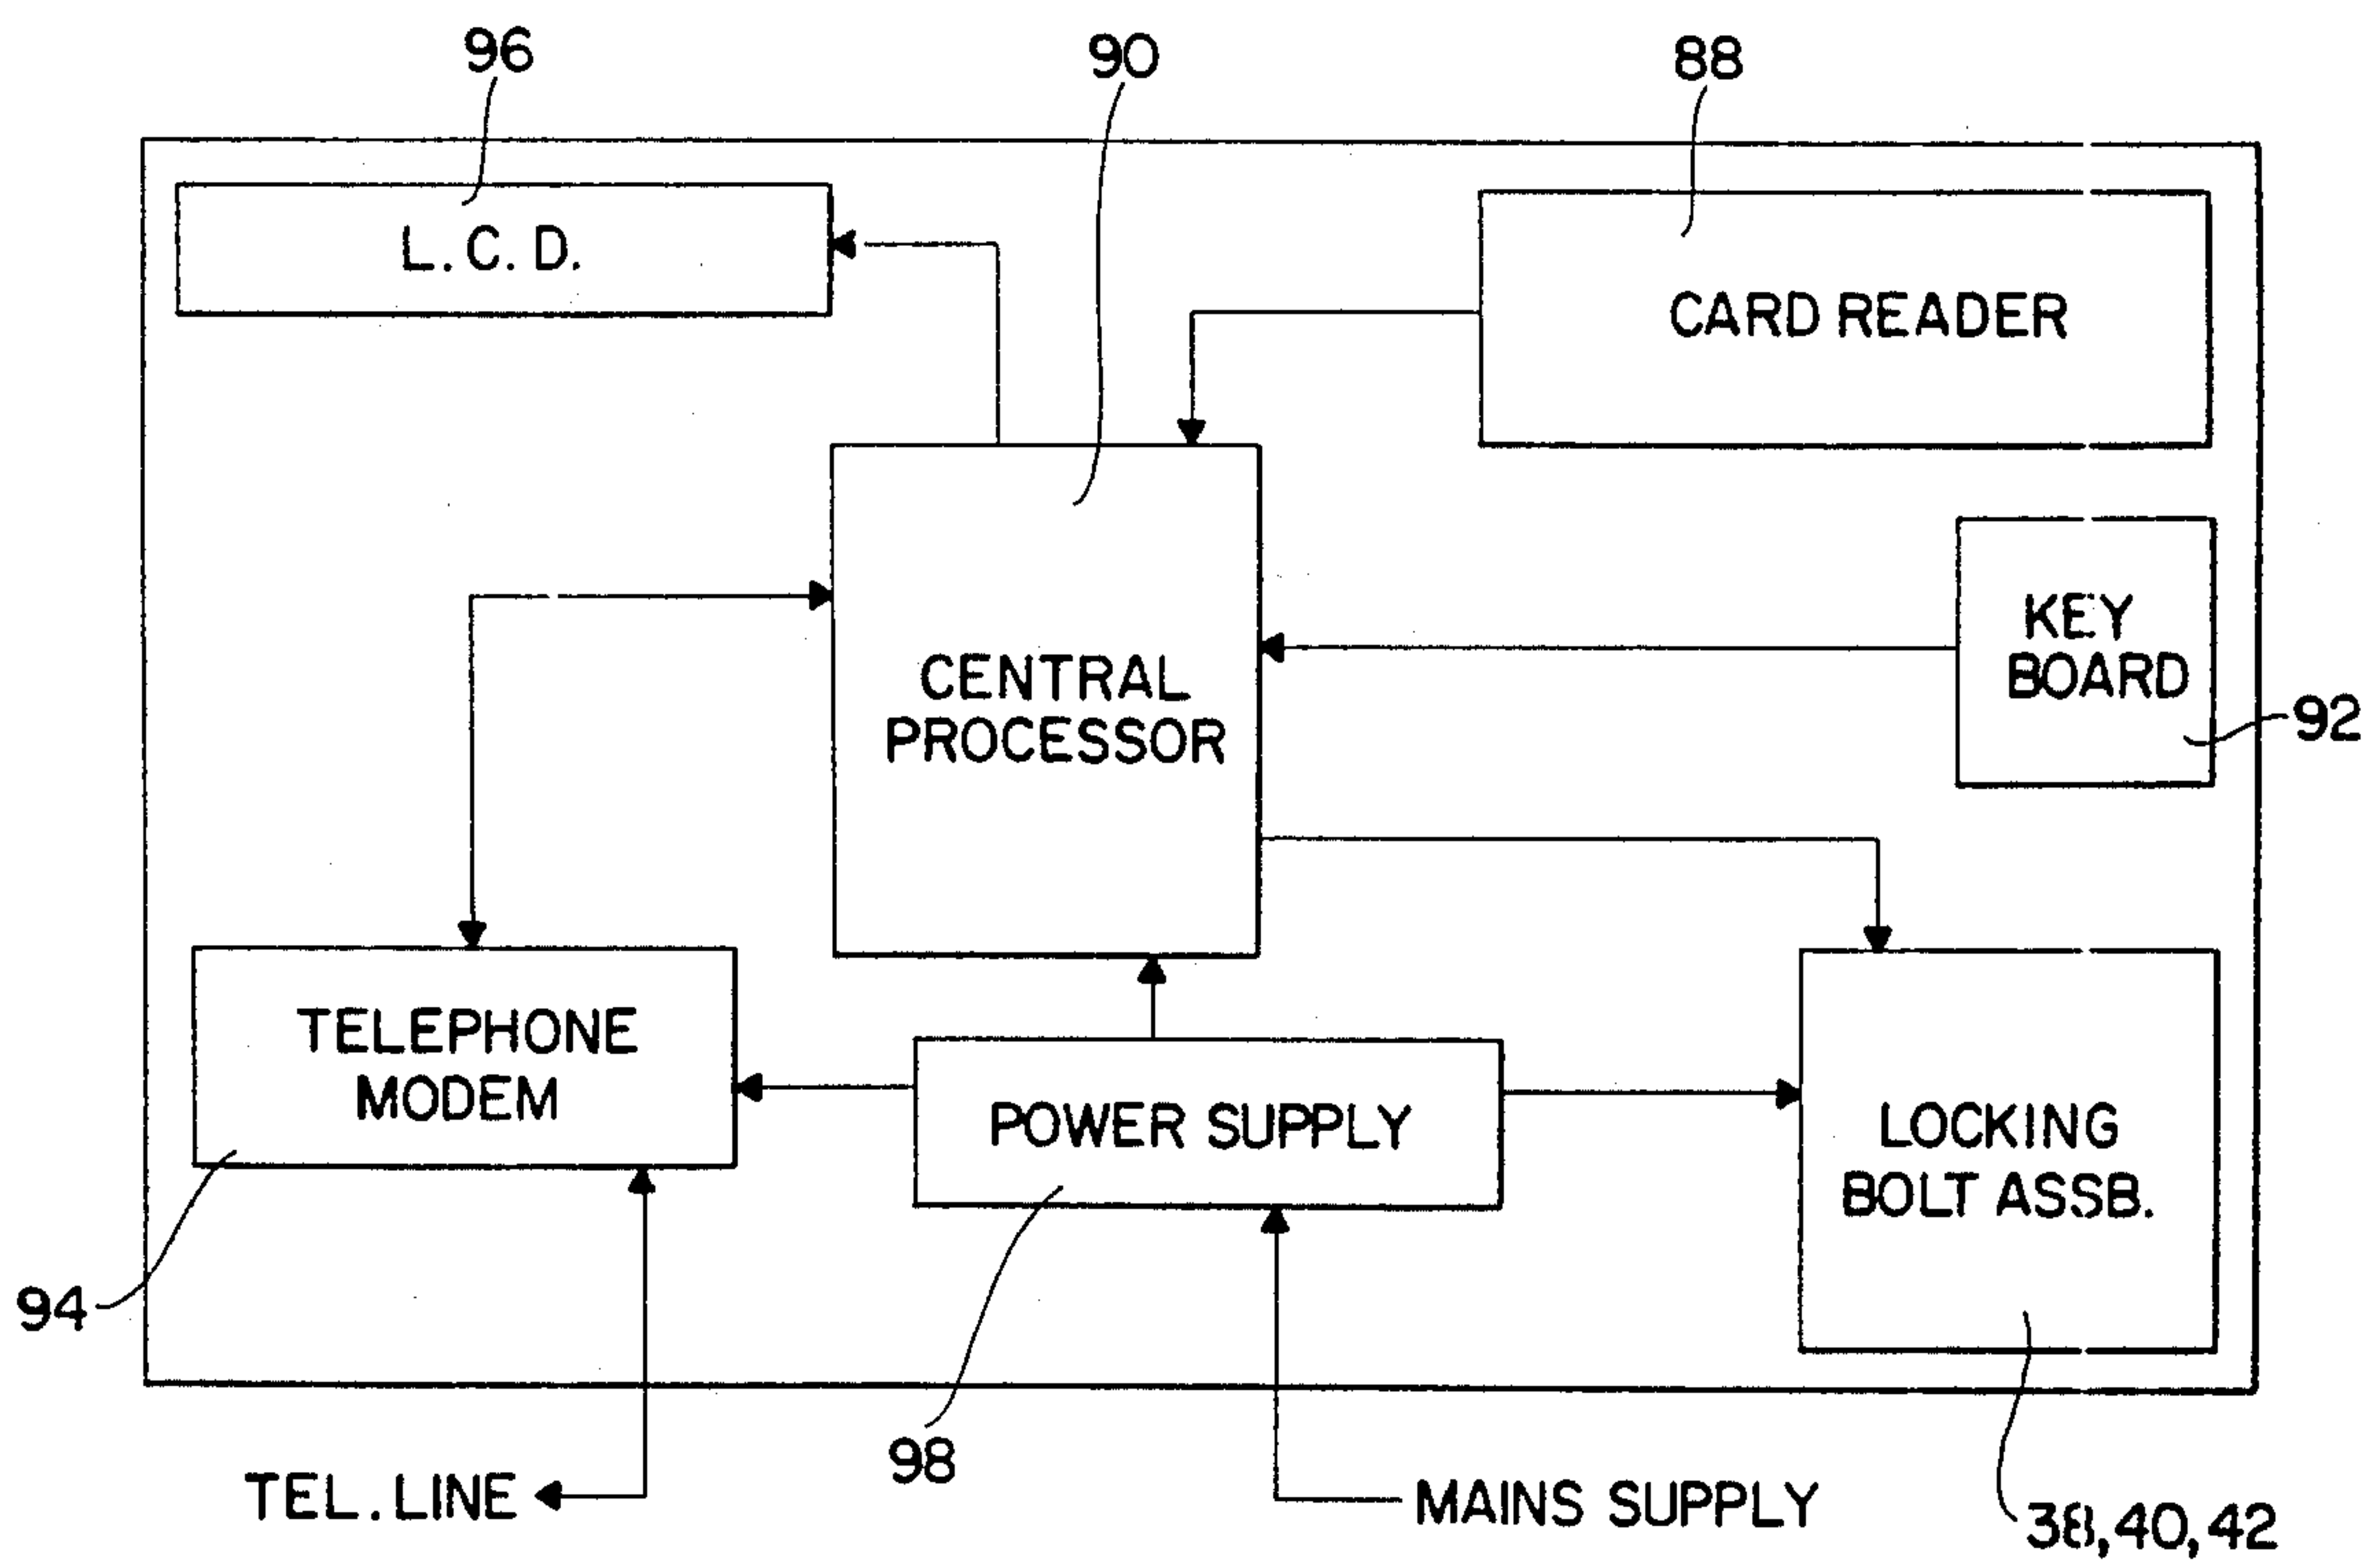 96
90
88
L. C. D.
CARD READER
KEY
BOARD
92
CENTRAL
PROCESSOR
TELEPHONE
MODEM
POWER SUPPLY
LOCKING
BOLT ASSB.
94
98
TEL. LINE
MAINS SUPPLY
38, 40, 42